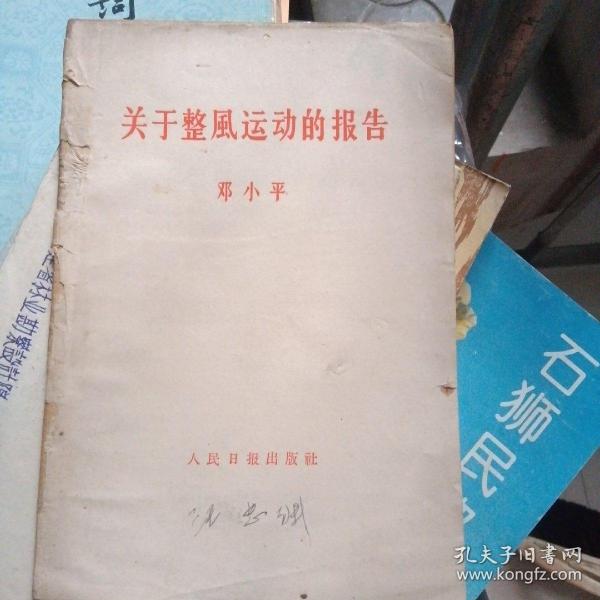 词
关于整風运动的报告
邓小平
人民日报出版社
石狮民
孔夫子旧书网
www.kongfz.com